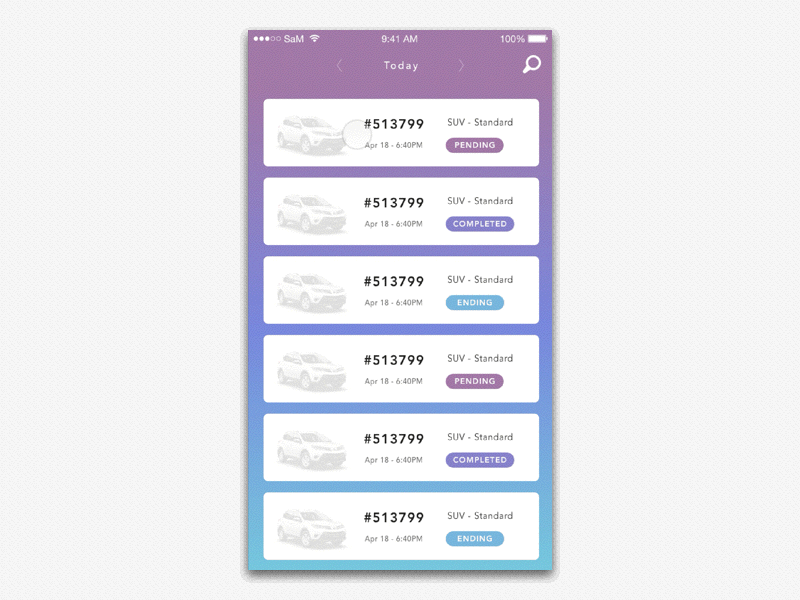 SaM 9:41 AM 100%
Today
#513799 SUV - Standard
Apr 18 - 6:40PM PENDING
#513799 SUV - Standard
Apr 18 - 6:40PM COMPLETED
#513799 SUV - Standard
Apr 18 - 6:40PM ENDING
#513799 SUV - Standard
Apr 18 - 6:40PM PENDING
#513799 SUV - Standard
Apr 18 - 6:40PM COMPLETED
#513799 SUV - Standard
Apr 18 - 6:40PM ENDING